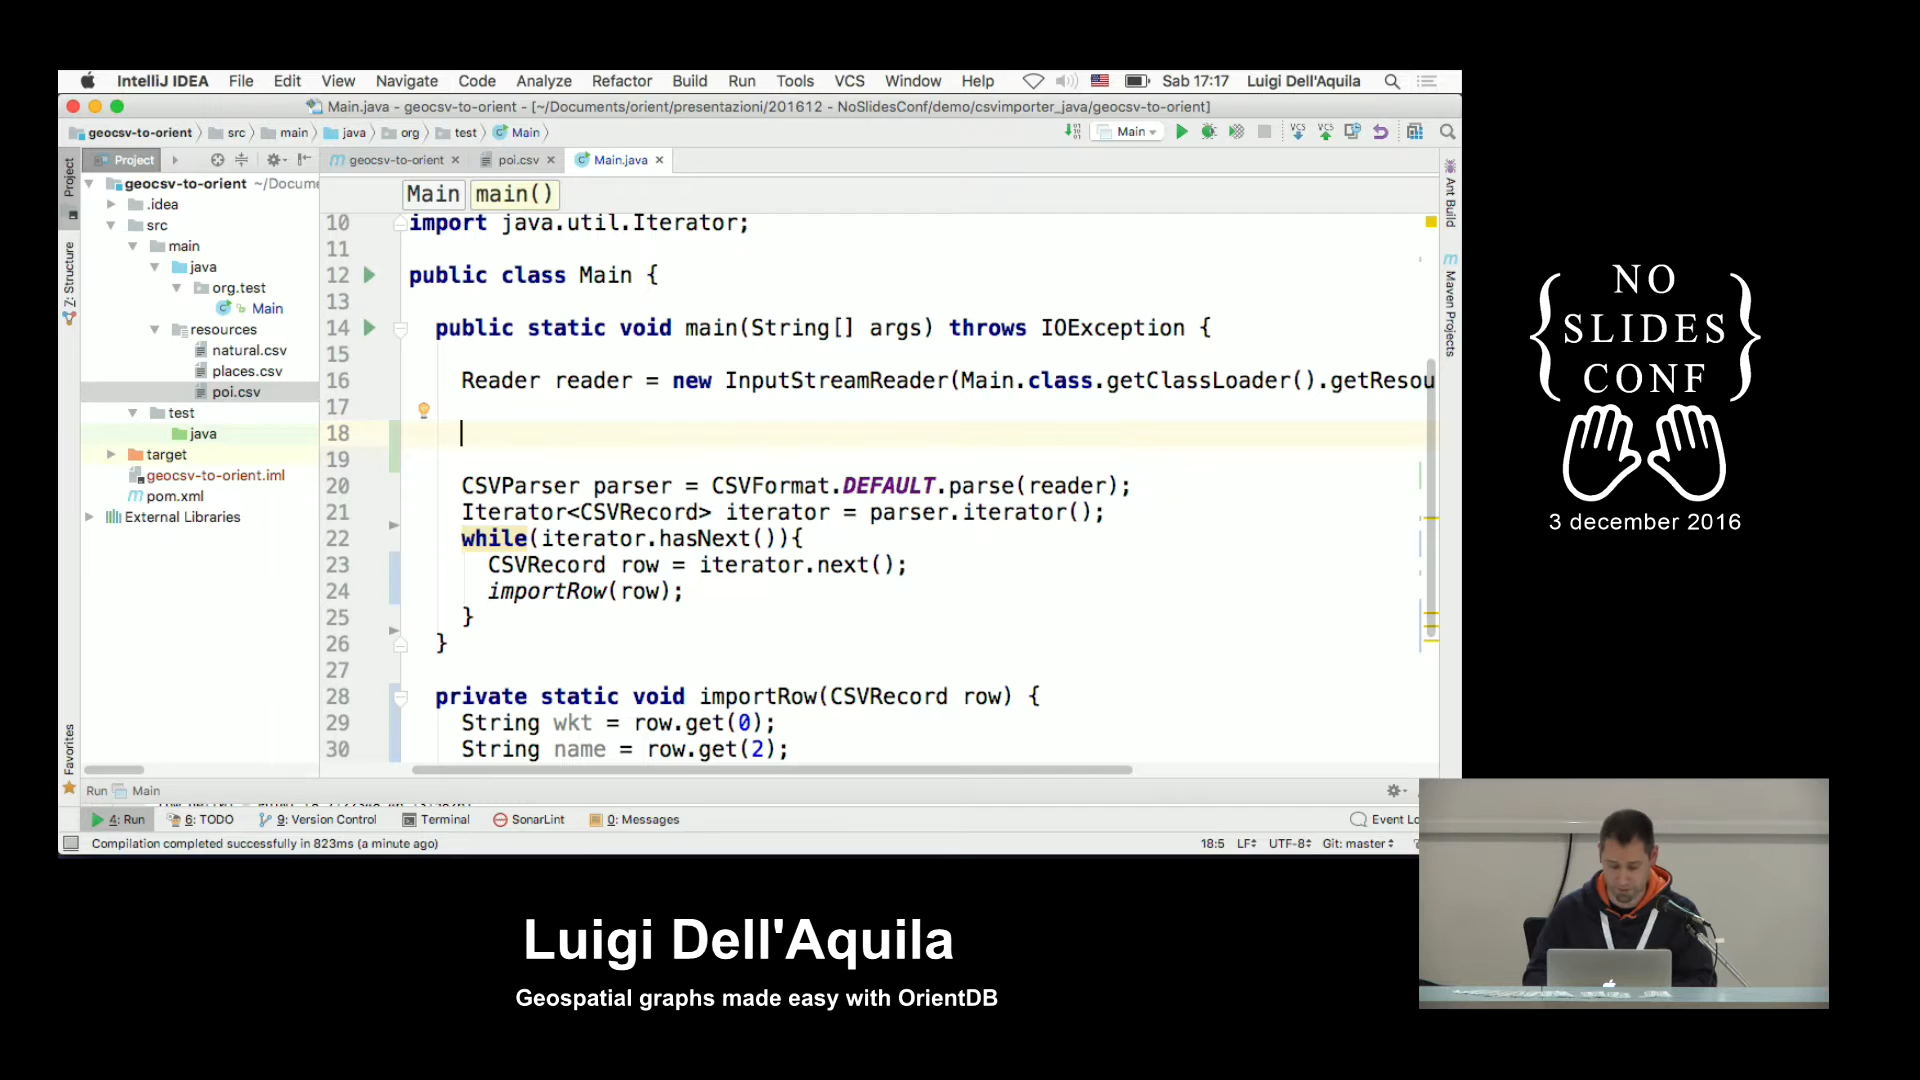 IntelliJ IDEA File Edit View Navigate Code Analyze Refactor Build Run Tools VCS Window Help Sab 17:17 Luigi Dell'Aquila
Main.java - geocsv-to-orient - [~/Documents/orient/presentazioni/201612 - NoSlidesConf/demo/csvimporter_java/geocsv-to-orient]
geocsv-to-orient src main java org test Main
Main
Project
geocsv-to-orient poi.csv Main.java
Project
Z: Structure
Favorites
geocsv-to-orient ~/Docume
.idea
src
main
java
org.test
Main
resources
natural.csv
places.csv
poi.csv
test
java
target
geocsv-to-orient.iml
pom.xml
External Libraries
Main main()
10 import java.util.Iterator;
11
12 public class Main {
13
14 public static void main(String[] args) throws IOException {
15
16 Reader reader = new InputStreamReader(Main.class.getClassLoader().getResou
17
18
19
20 CSVParser parser = CSVFormat.DEFAULT.parse(reader);
21 Iterator<CSVRecord> iterator = parser.iterator();
22 while(iterator.hasNext()){
23 CSVRecord row = iterator.next();
24 importRow(row);
25 }
26 }
27
28 private static void importRow(CSVRecord row) {
29 String wkt = row.get(0);
30 String name = row.get(2);
Ant Build
Maven Projects
Run Main
4: Run 6: TODO 9: Version Control Terminal SonarLint 0: Messages Event Lo
Compilation completed successfully in 823ms (a minute ago) 18:5 LF UTF-8 Git: master
NO
SLIDES
CONF
3 december 2016
Luigi Dell'Aquila
Geospatial graphs made easy with OrientDB